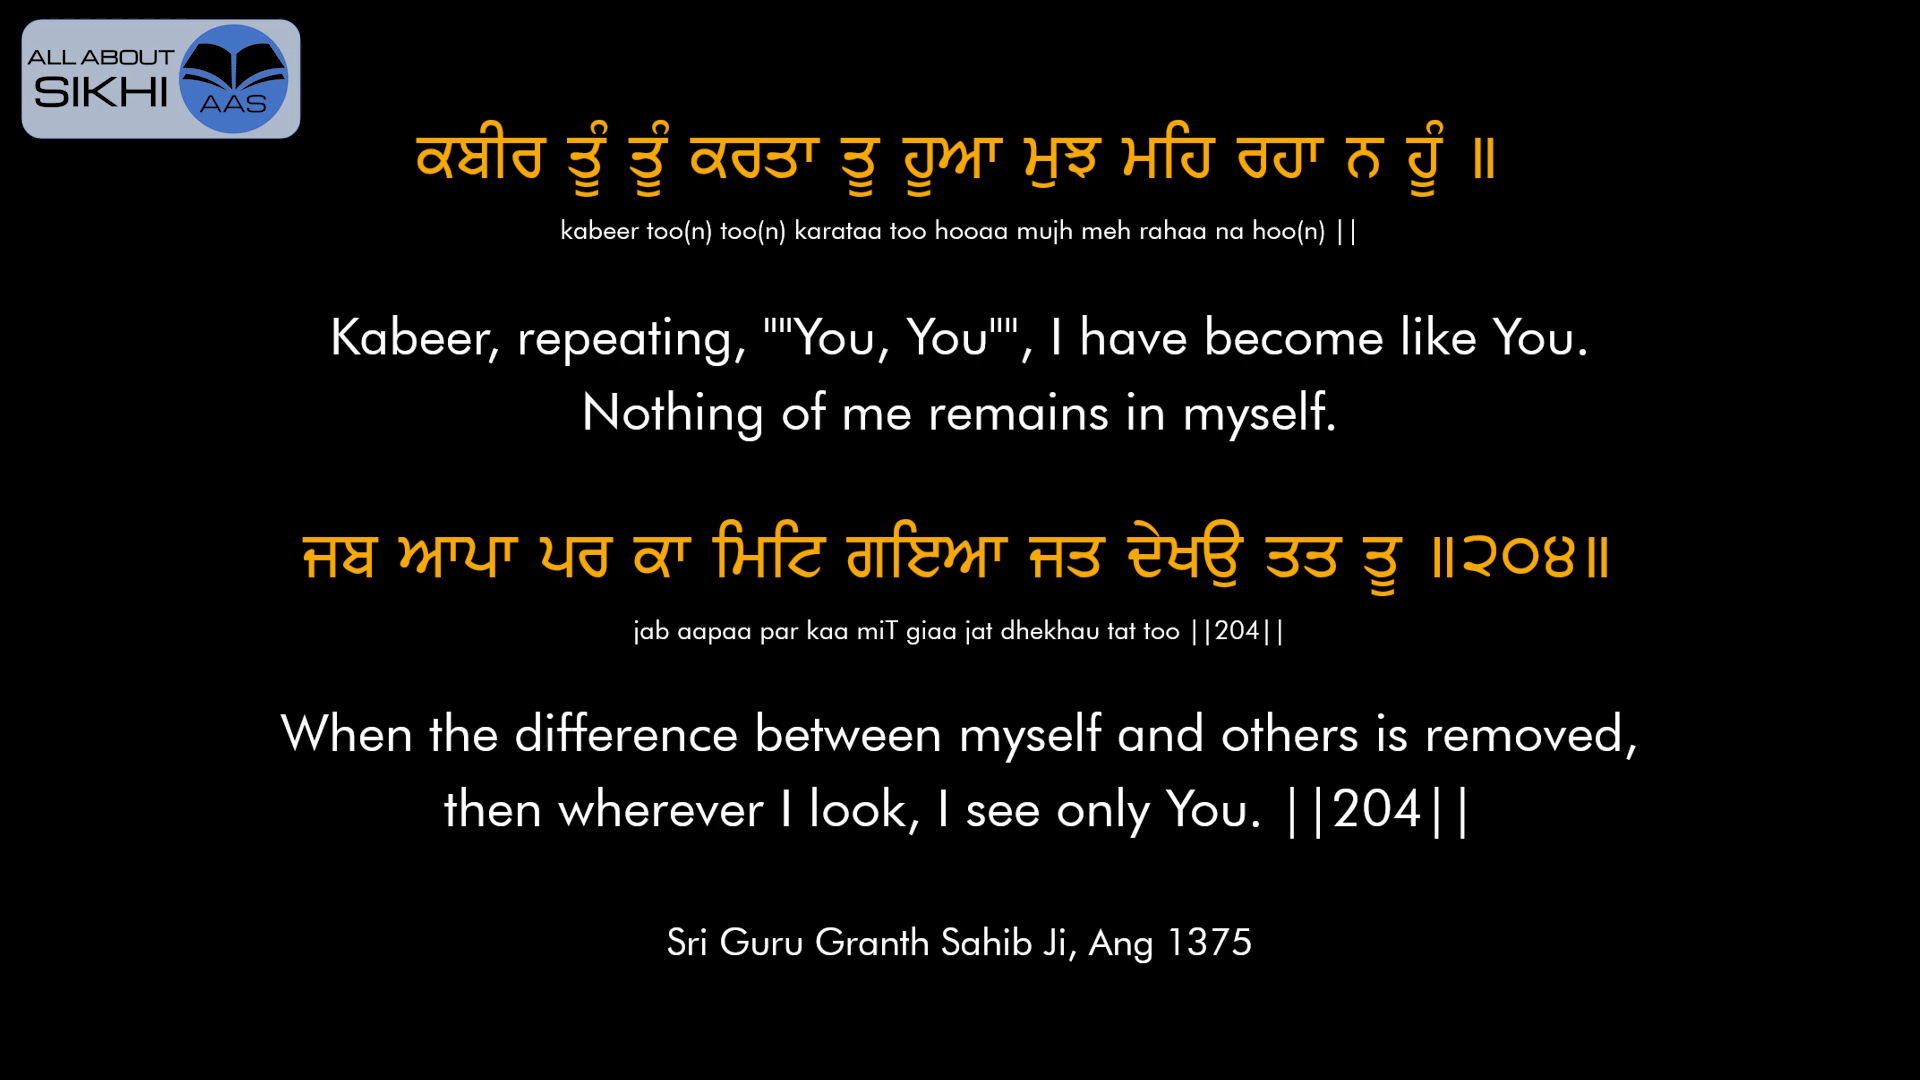 ALL ABOUT
SIKHI
AAS
ਕਬੀਰ ਤੂੰ ਤੂੰ ਕਰਤਾ ਤੂ ਹੂਆ ਮੁਝ ਮਹਿ ਰਹਾ ਨ ਹੂੰ ॥
kabeer too(n) too(n) karataa too hooaa mujh meh rahaa na hoo(n) ||
Kabeer, repeating, ""You, You"", I have become like You.
Nothing of me remains in myself.
ਜਬ ਆਪਾ ਪਰ ਕਾ ਮਿਟਿ ਗਇਆ ਜਤ ਦੇਖਉ ਤਤ ਤੂ ॥੨੦੪॥
jab aapaa par kaa miT giaa jat dhekhau tat too ||204||
When the difference between myself and others is removed,
then wherever I look, I see only You. ||204||
Sri Guru Granth Sahib Ji, Ang 1375